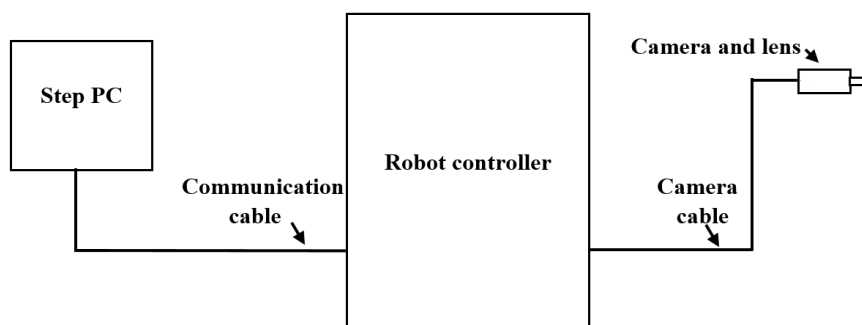 Camera and lens
Step PC
Robot controller
Communication
cable
Camera
cable